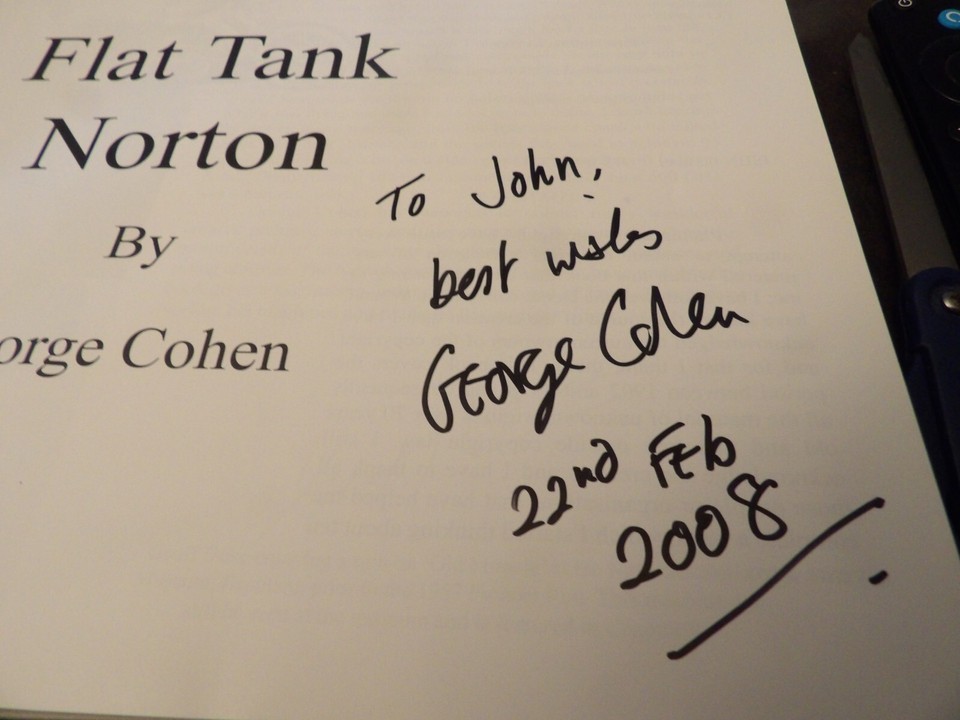 Flat Tank
Norton
By
orge Cohen
To John,
best wishes
George Cohen
22nd Feb
2008